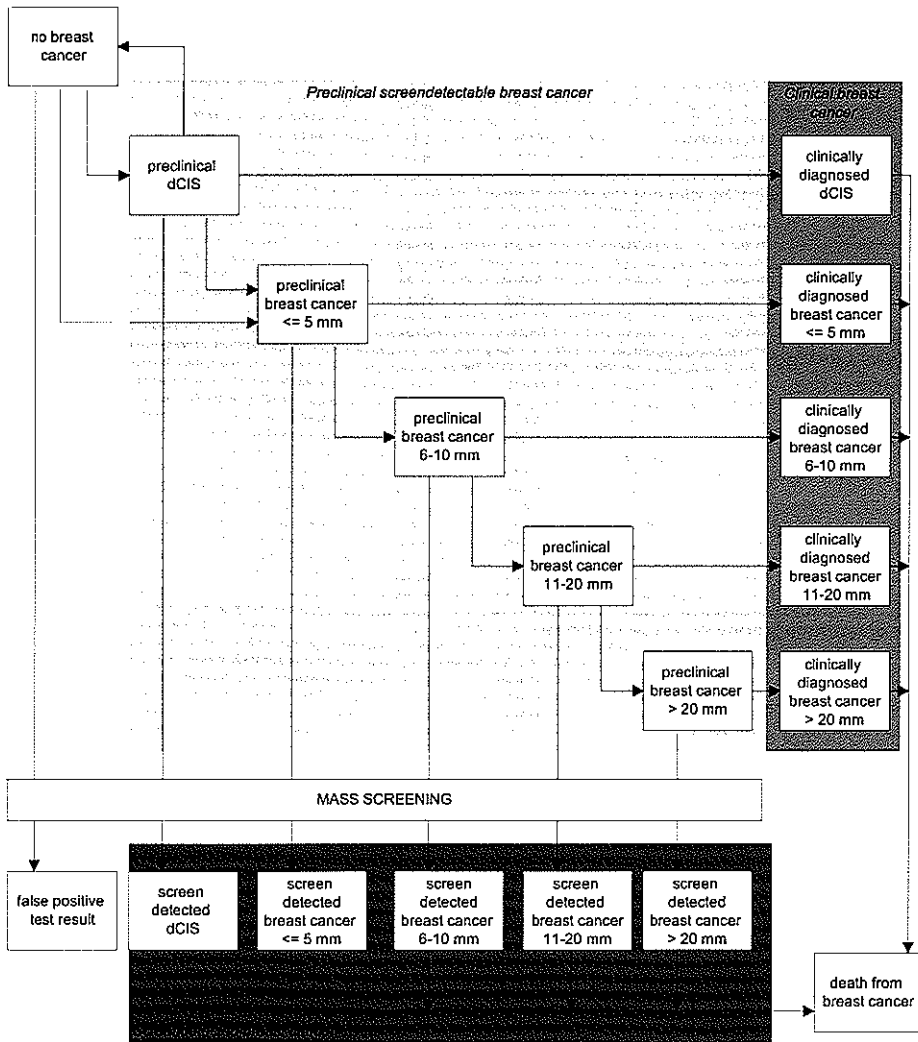 no breast
cancer
Preclinical screendetectable breast cancer
Clinical breast
cancer
preclinical
dCIS
clinically
diagnosed
dCIS
preclinical
breast cancer
<= 5 mm
clinically
diagnosed
breast cancer
<= 5 mm
preclinical
breast cancer
6-10 mm
clinically
diagnosed
breast cancer
6-10 mm
preclinical
breast cancer
11-20 mm
clinically
diagnosed
breast cancer
11-20 mm
preclinical
breast cancer
> 20 mm
clinically
diagnosed
breast cancer
> 20 mm
MASS SCREENING
false positive
test result
screen
detected
dCIS
screen
detected
breast cancer
<= 5 mm
screen
detected
breast cancer
6-10 mm
screen
detected
breast cancer
11-20 mm
screen
detected
breast cancer
> 20 mm
death from
breast cancer